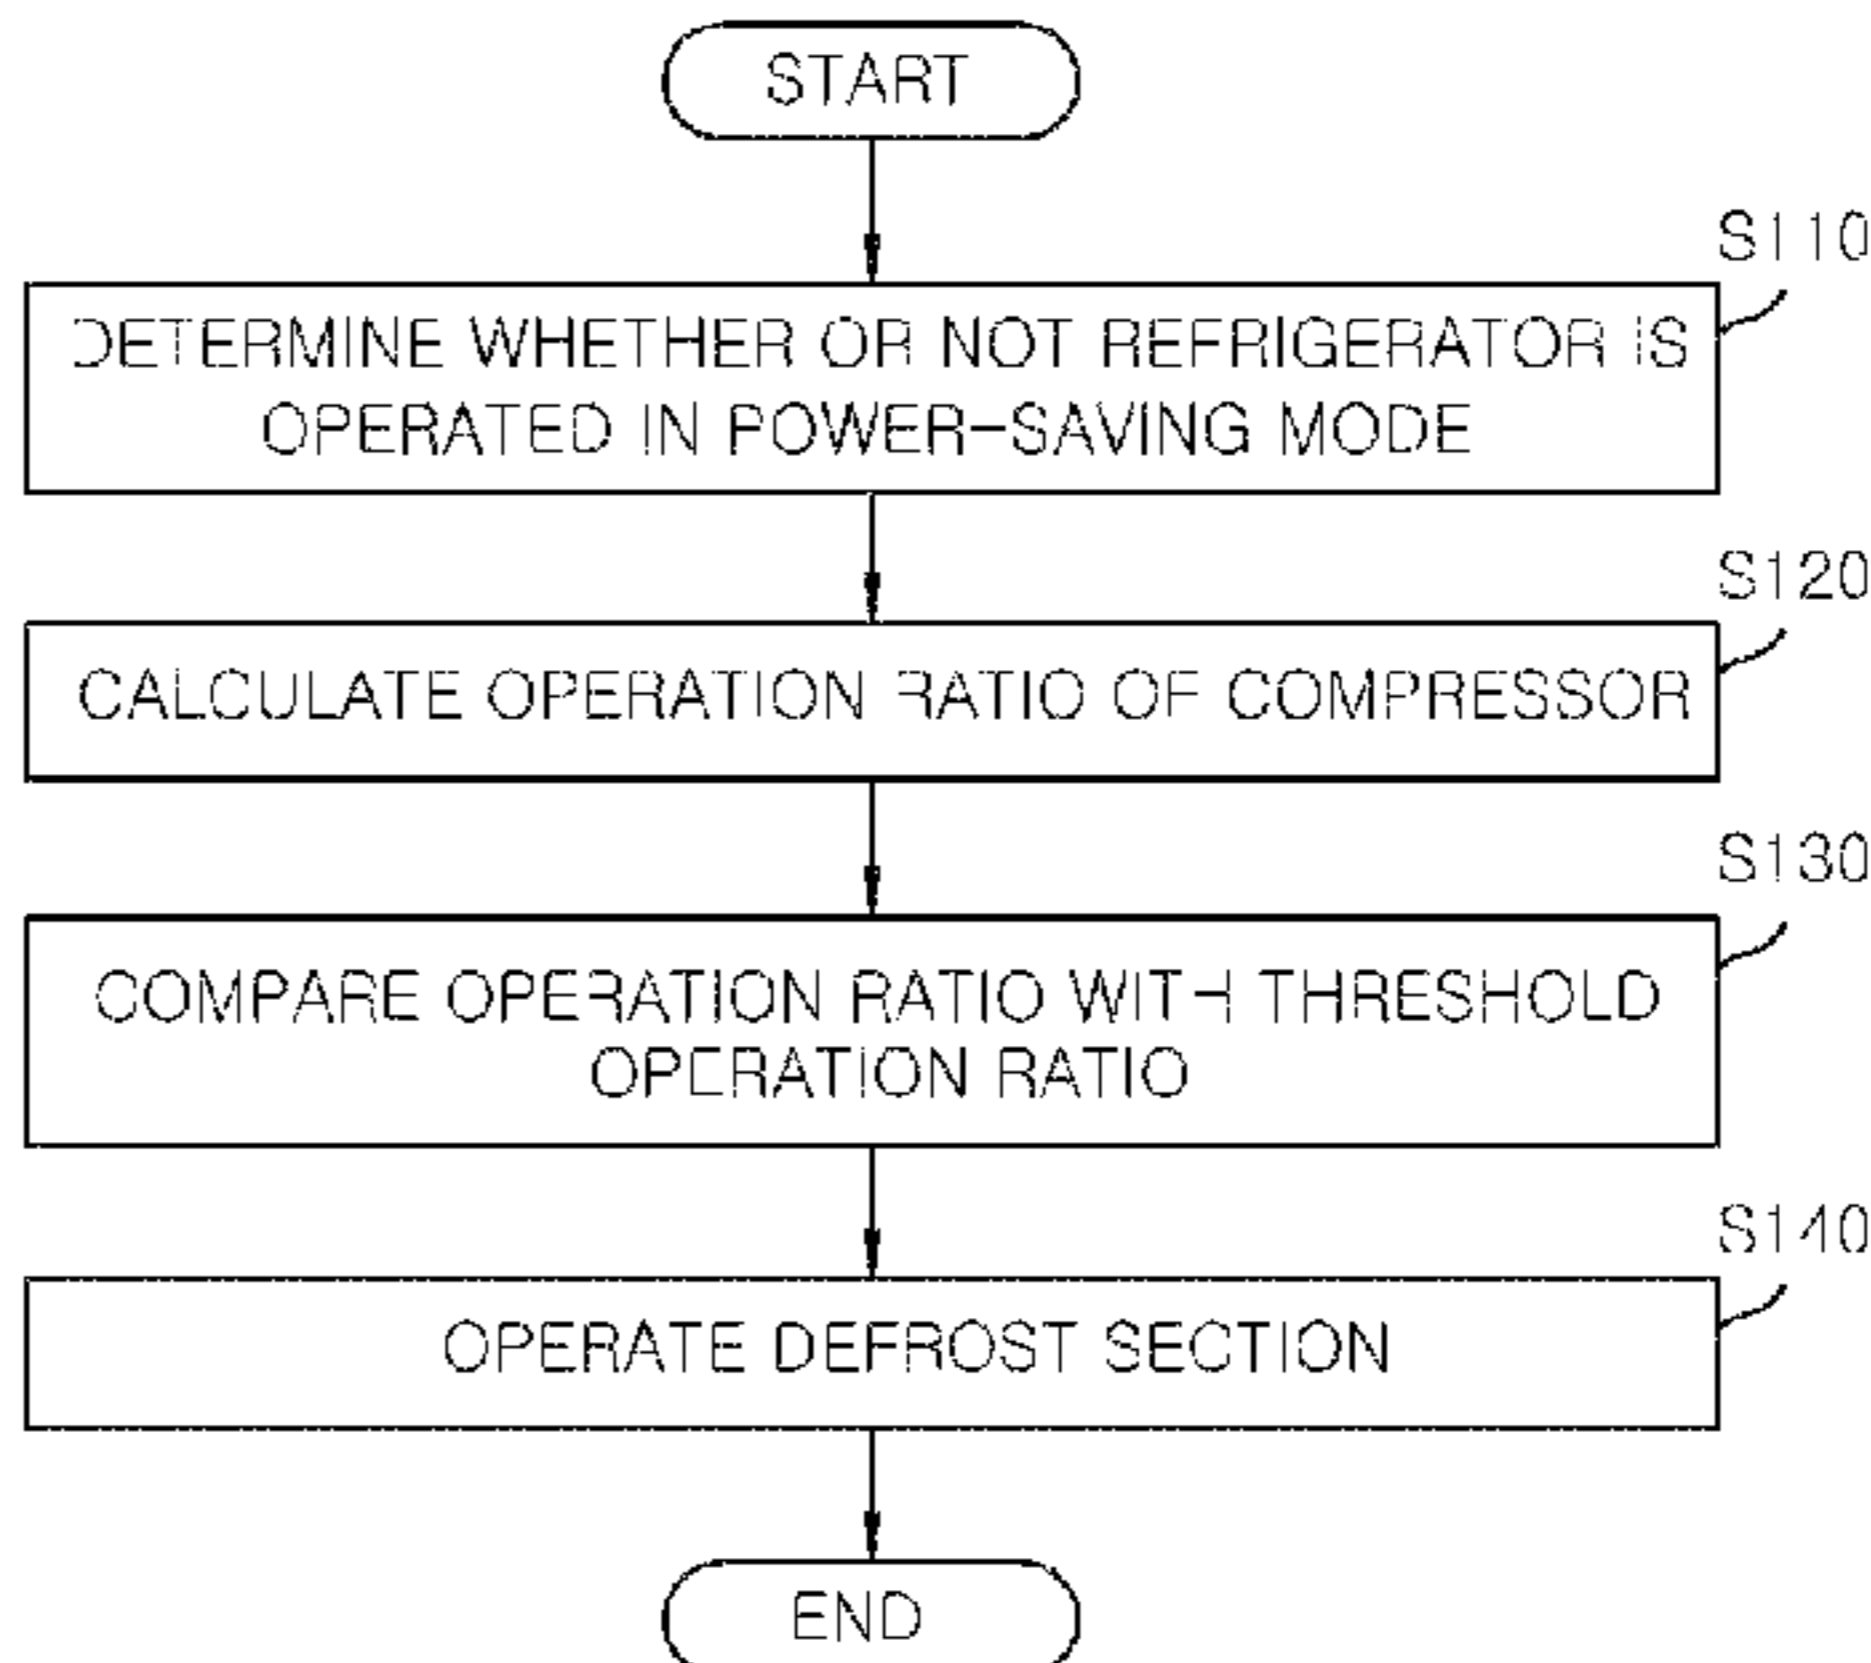 START
S110
DETERMINE WHETHER OR NOT REFRIGERATOR IS
OPERATED IN POWER-SAVING MODE
S120
CALCULATE OPERATION RATIO OF COMPRESSOR
S130
COMPARE OPERATION RATIO WITH THRESHOLD
OPERATION RATIO
S140
OPERATE DEFROST SECTION
END